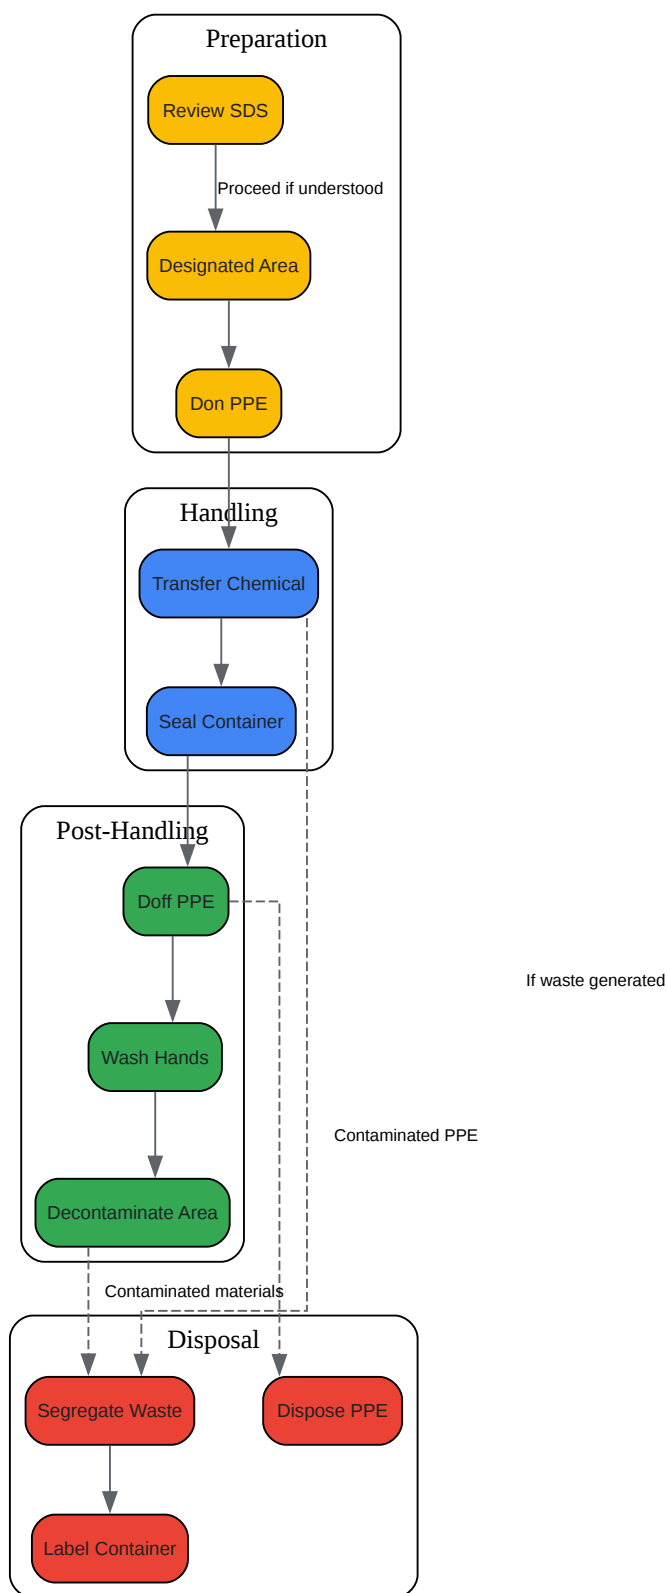 Preparation
Review SDS
Proceed if understood
Designated Area
Don PPE
Handling
Transfer Chemical
Seal Container
Post-Handling
Doff PPE
If waste generated
Wash Hands
Contaminated PPE
Decontaminate Area
Contaminated materials
Disposal
Segregate Waste
Dispose PPE
Label Container